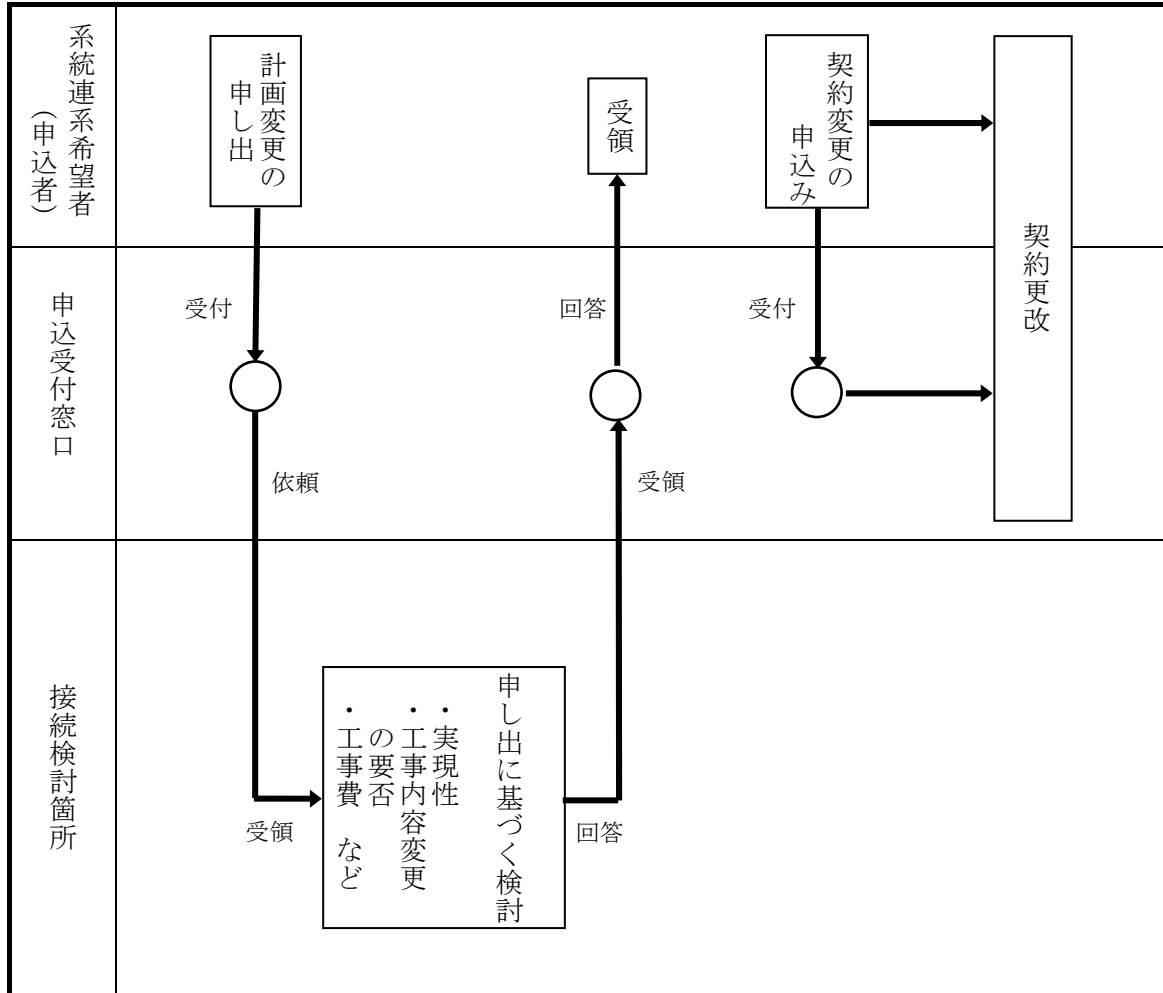 系統連系希望者
(申込者)
計画変更の
申し出
受領
契約変更の
申込み
契約更改
申込受付窓口
受付
回答
受付
依頼
受領
接続検討箇所
申し出に基づく検討
・実現性
・工事内容変更
の要否
・工事費 など
受領
回答